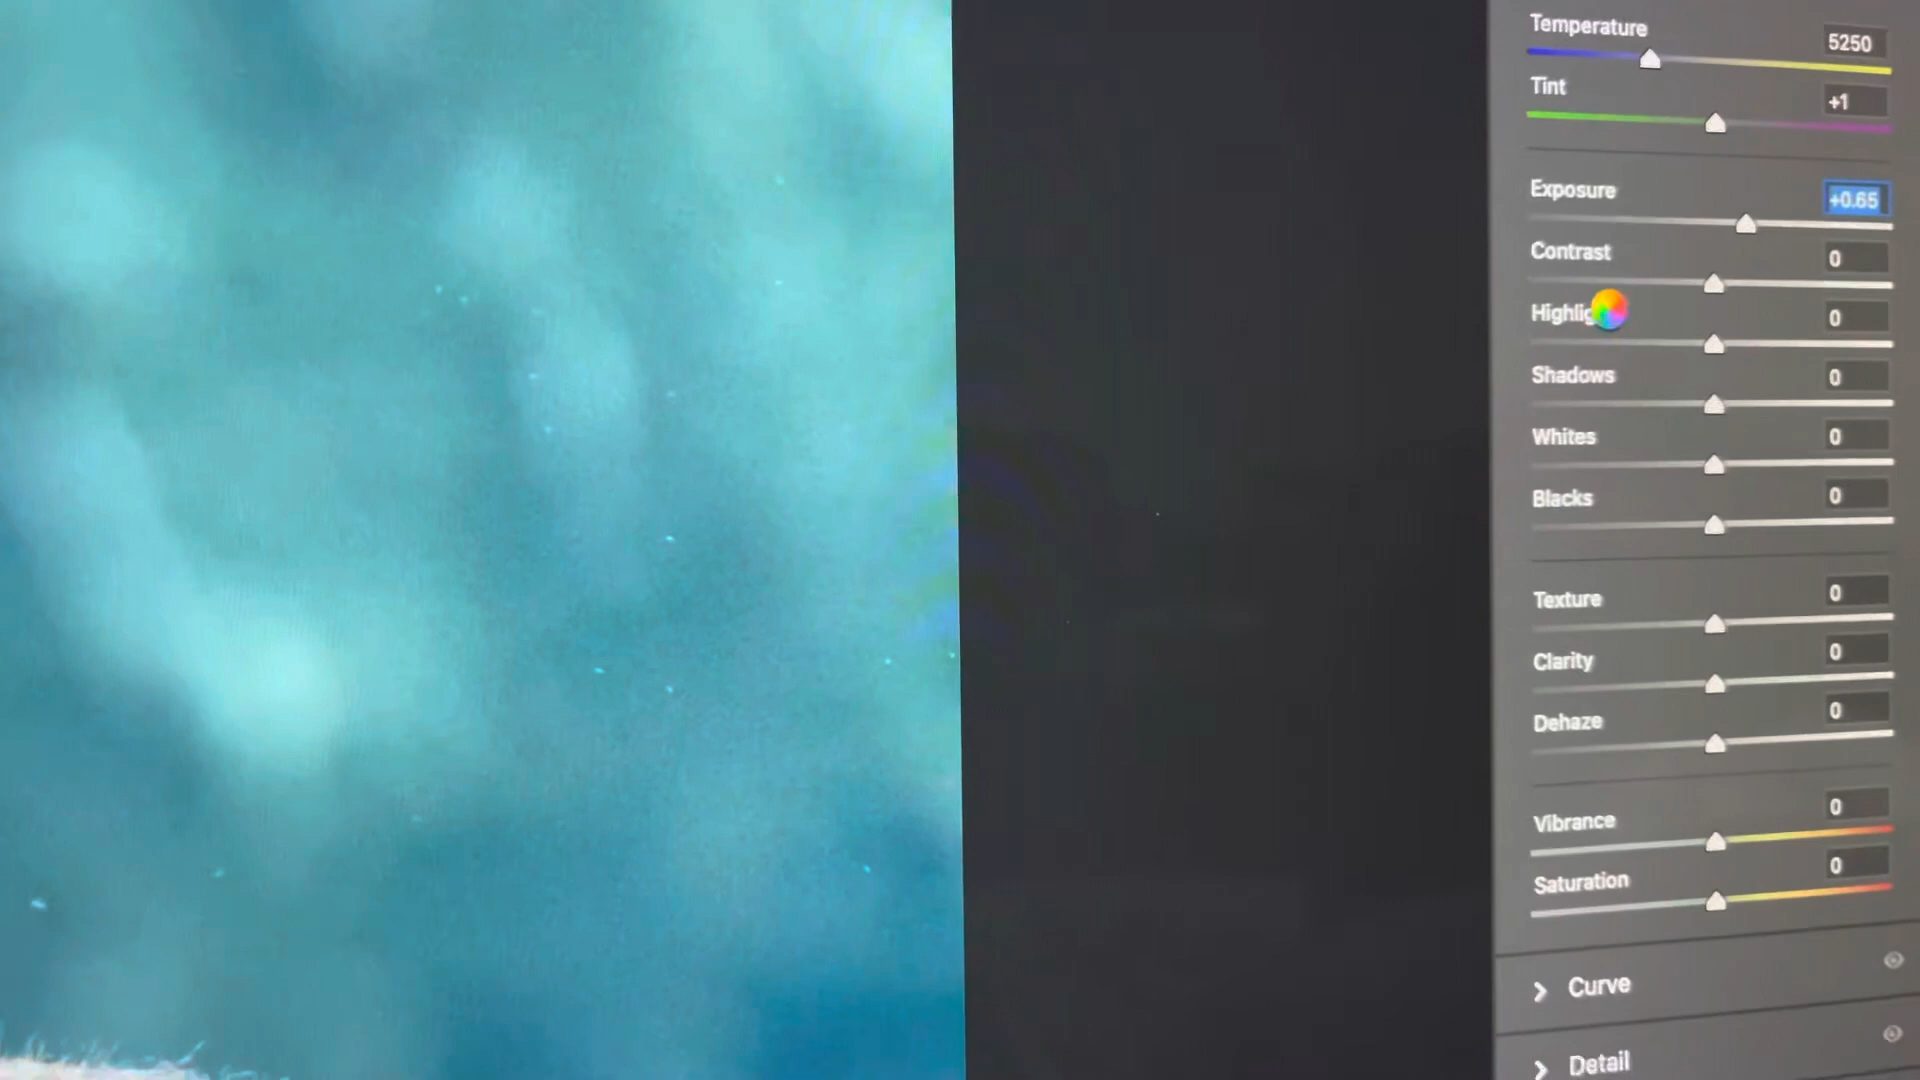 Temperature
5250
Tint
+1
Exposure
+0.65
Contrast
0
Highlig
0
Shadows
0
Whites
0
Blacks
0
Texture
0
Clarity
0
Dehaze
0
Vibrance
0
Saturation
0
Curve
Detail